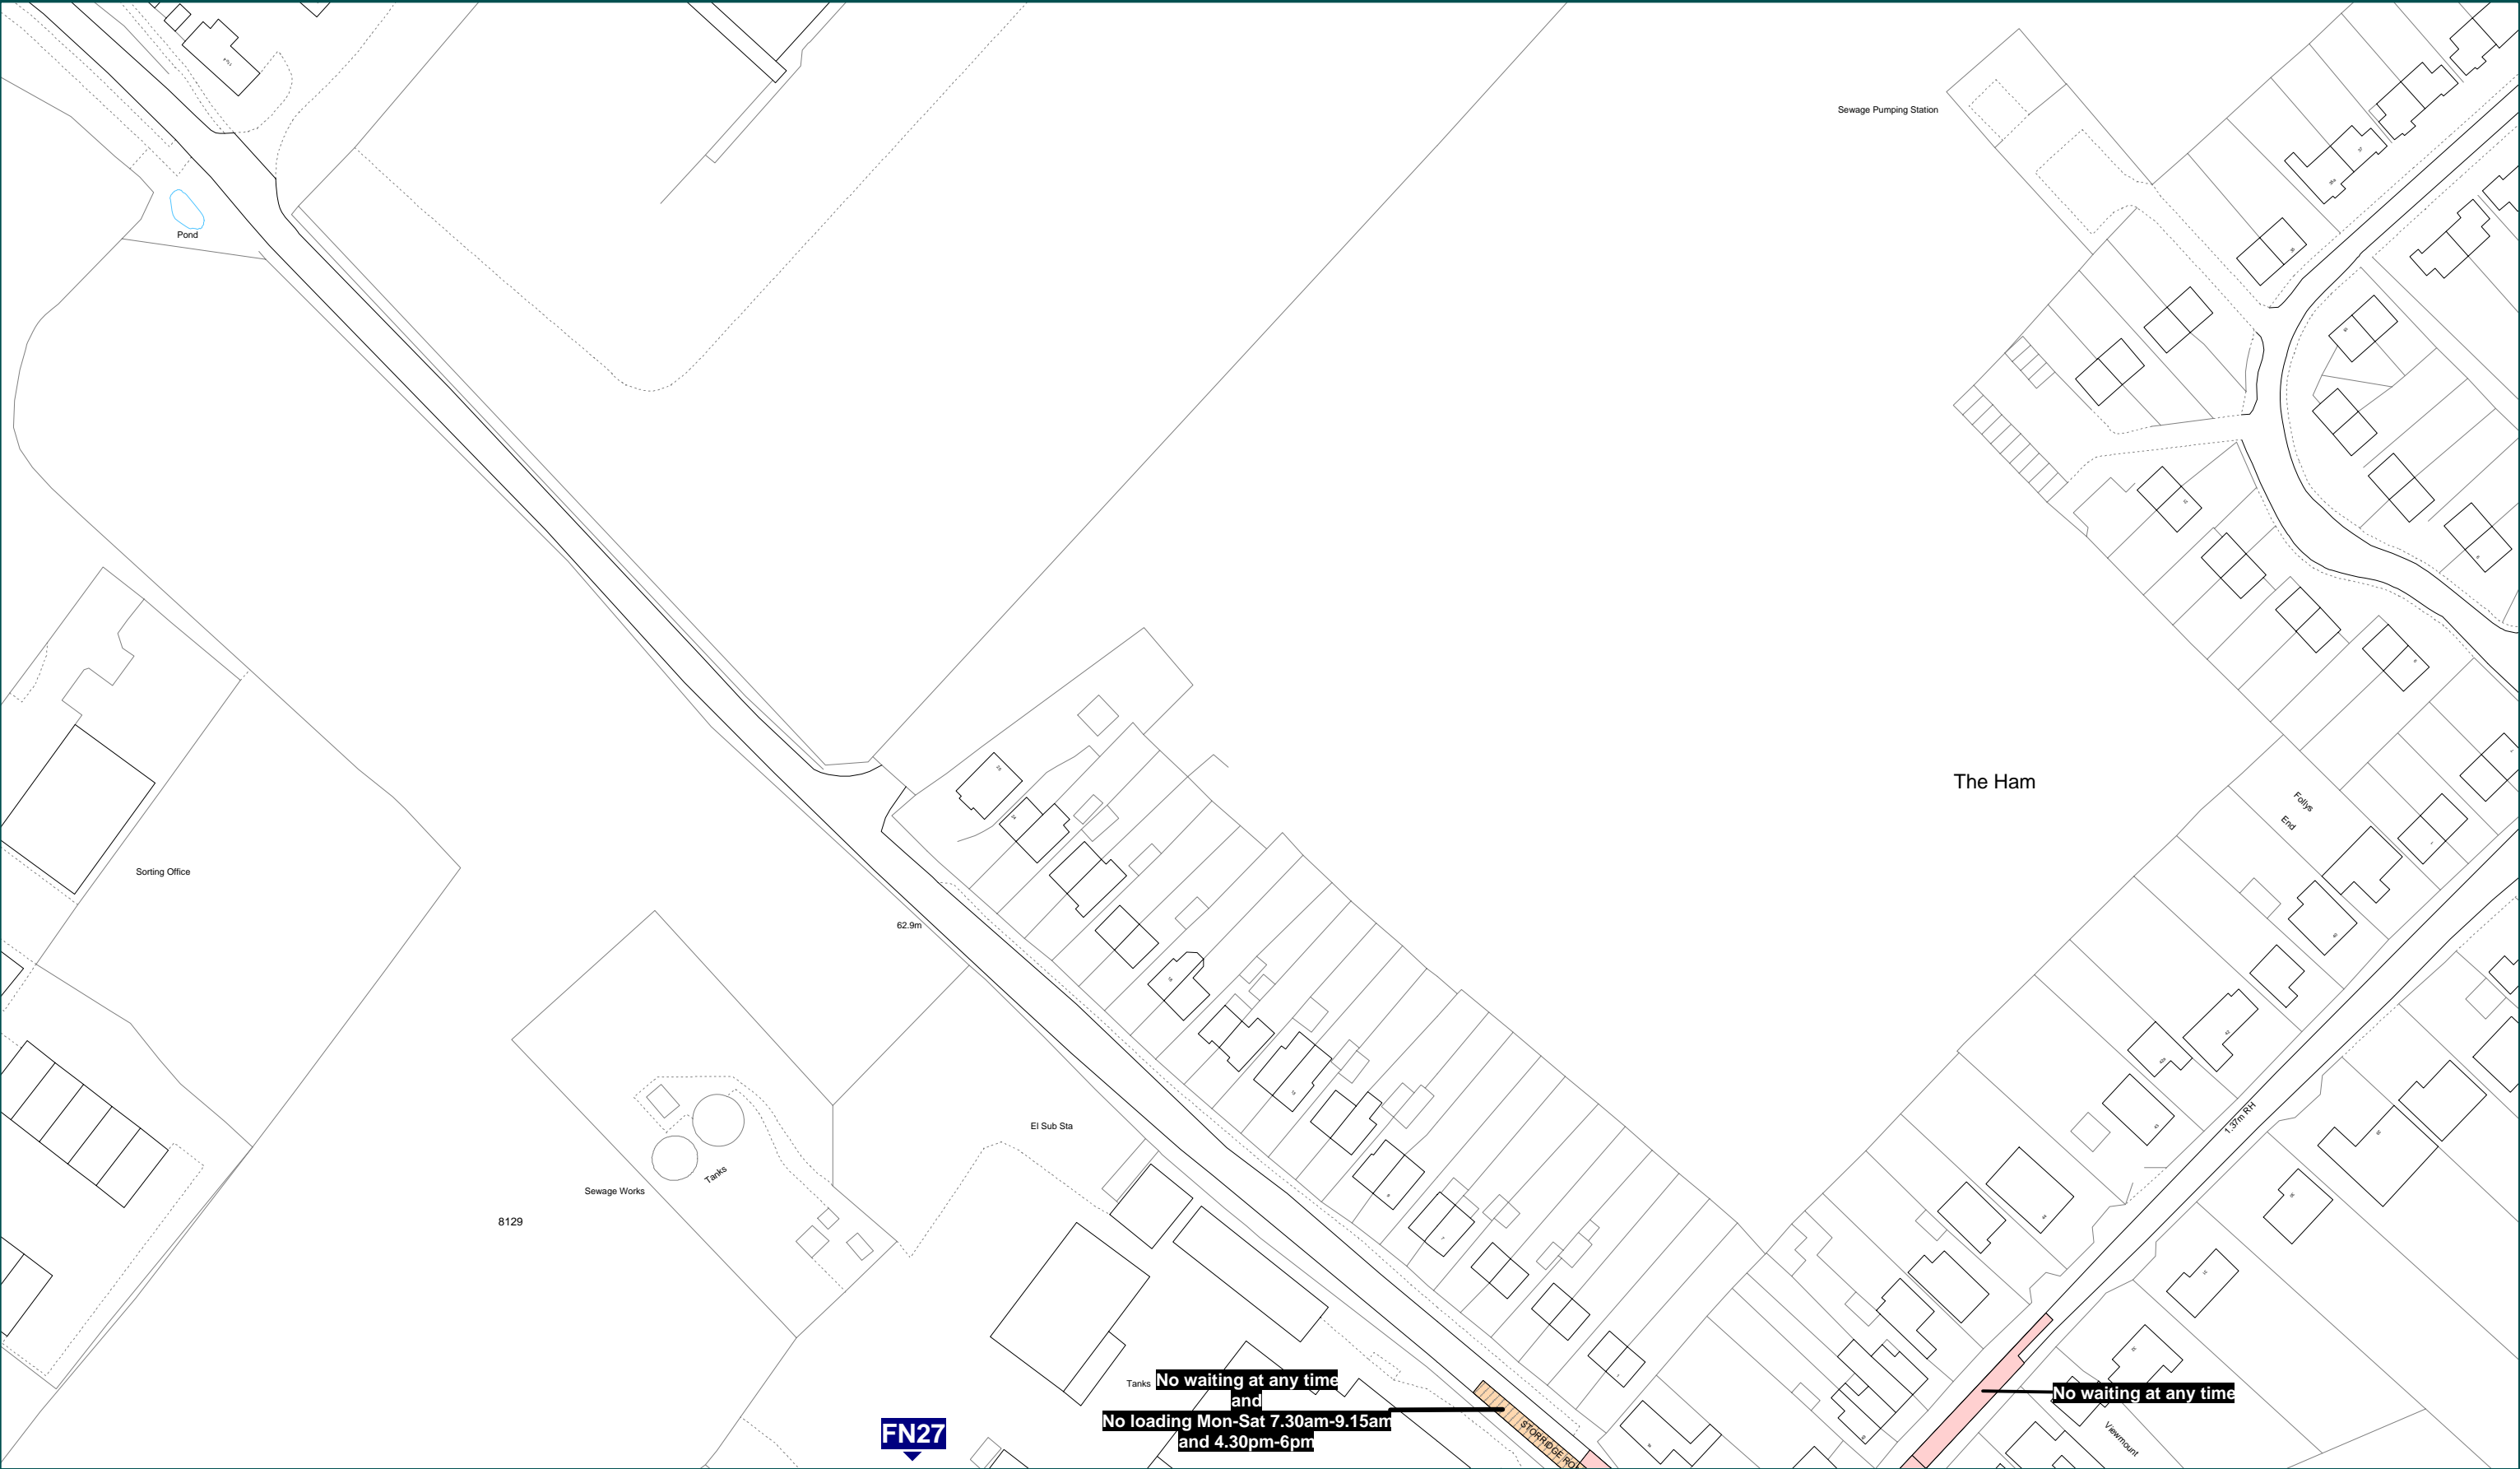 Sewage Pumping Station
Pond
The Ham
Follys
End
Sorting Office
62.9m
El Sub Sta
1.37m RH
Tanks
Sewage Works
8129
Tanks
No waiting at any time
and
No loading Mon-Sat 7.30am-9.15am
and 4.30pm-6pm
No waiting at any time
FN27
STORRIDGE RO
Viewmount